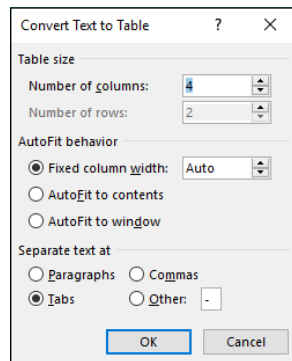 Convert Text to Table ? ×
Table size
Number of columns: 4
Number of rows: 2
AutoFit behavior
Fixed column width: Auto
AutoFit to contents
AutoFit to window
Separate text at
Paragraphs Commas
Tabs Other: -
OK Cancel